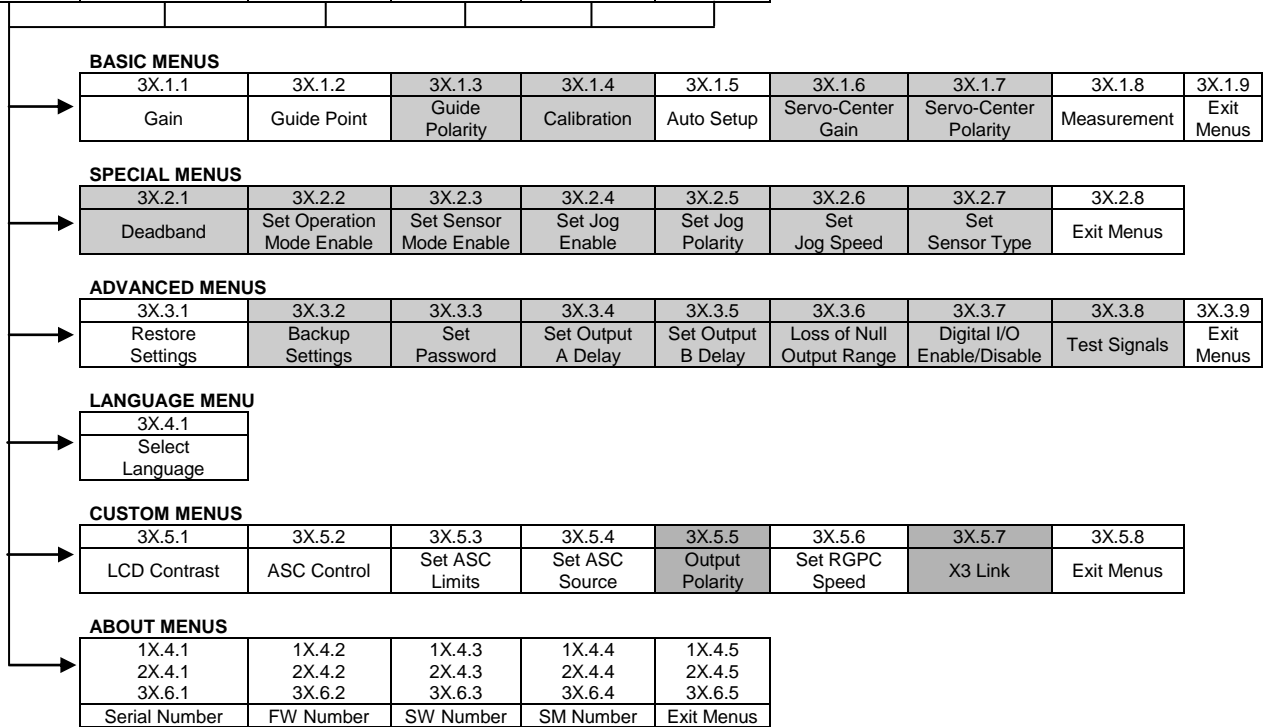 BASIC MENUS
3X.1.1 3X.1.2 3X.1.3 3X.1.4 3X.1.5 3X.1.6 3X.1.7 3X.1.8 3X.1.9
Gain Guide Point Guide Polarity Calibration Auto Setup Servo-Center Gain Servo-Center Polarity Measurement Exit Menus
SPECIAL MENUS
3X.2.1 3X.2.2 3X.2.3 3X.2.4 3X.2.5 3X.2.6 3X.2.7 3X.2.8
Deadband Set Operation Mode Enable Set Sensor Mode Enable Set Jog Enable Set Jog Polarity Set Jog Speed Set Sensor Type Exit Menus
ADVANCED MENUS
3X.3.1 3X.3.2 3X.3.3 3X.3.4 3X.3.5 3X.3.6 3X.3.7 3X.3.8 3X.3.9
Restore Settings Backup Settings Set Password Set Output A Delay Set Output B Delay Loss of Null Output Range Digital I/O Enable/Disable Test Signals Exit Menus
LANGUAGE MENU
3X.4.1
Select
Language
CUSTOM MENUS
3X.5.1 3X.5.2 3X.5.3 3X.5.4 3X.5.5 3X.5.6 3X.5.7 3X.5.8
LCD Contrast ASC Control Set ASC Limits Set ASC Source Output Polarity Set RGPC Speed X3 Link Exit Menus
ABOUT MENUS
1X.4.1 1X.4.2 1X.4.3 1X.4.4 1X.4.5
2X.4.1 2X.4.2 2X.4.3 2X.4.4 2X.4.5
3X.6.1 3X.6.2 3X.6.3 3X.6.4 3X.6.5
Serial Number FW Number SW Number SM Number Exit Menus